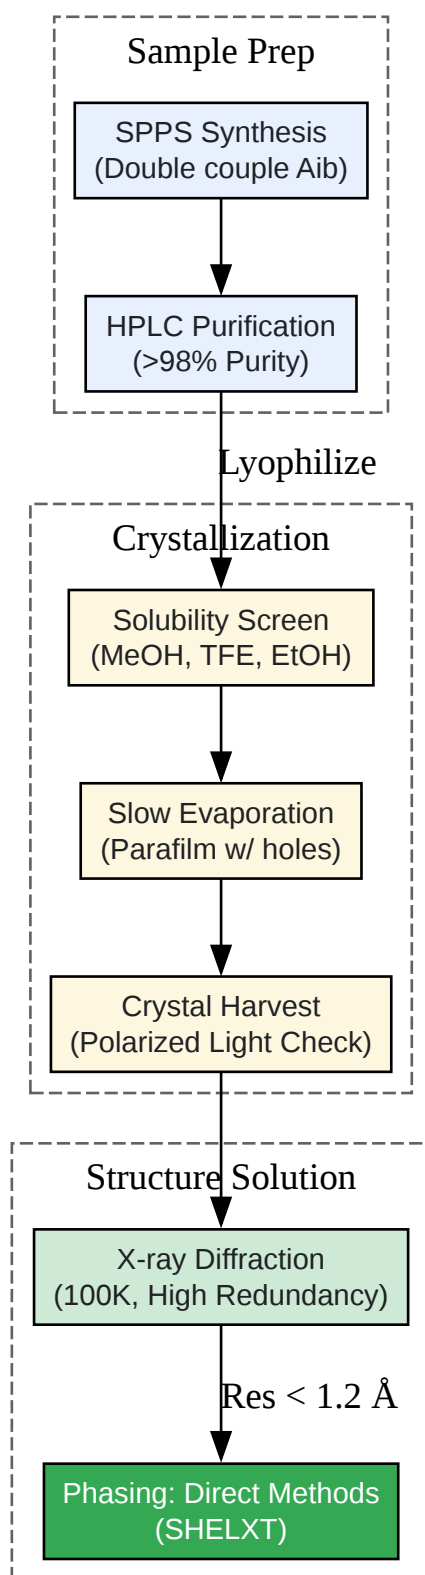 Sample Prep
SPPS Synthesis
(Double couple Aib)
HPLC Purification
(>98% Purity)
Lyophilize
Crystallization
Solubility Screen
(MeOH, TFE, EtOH)
Slow Evaporation
(Parafilm w/ holes)
Crystal Harvest
(Polarized Light Check)
Structure Solution
X-ray Diffraction
(100K, High Redundancy)
Res < 1.2 Å
Phasing: Direct Methods
(SHELXT)